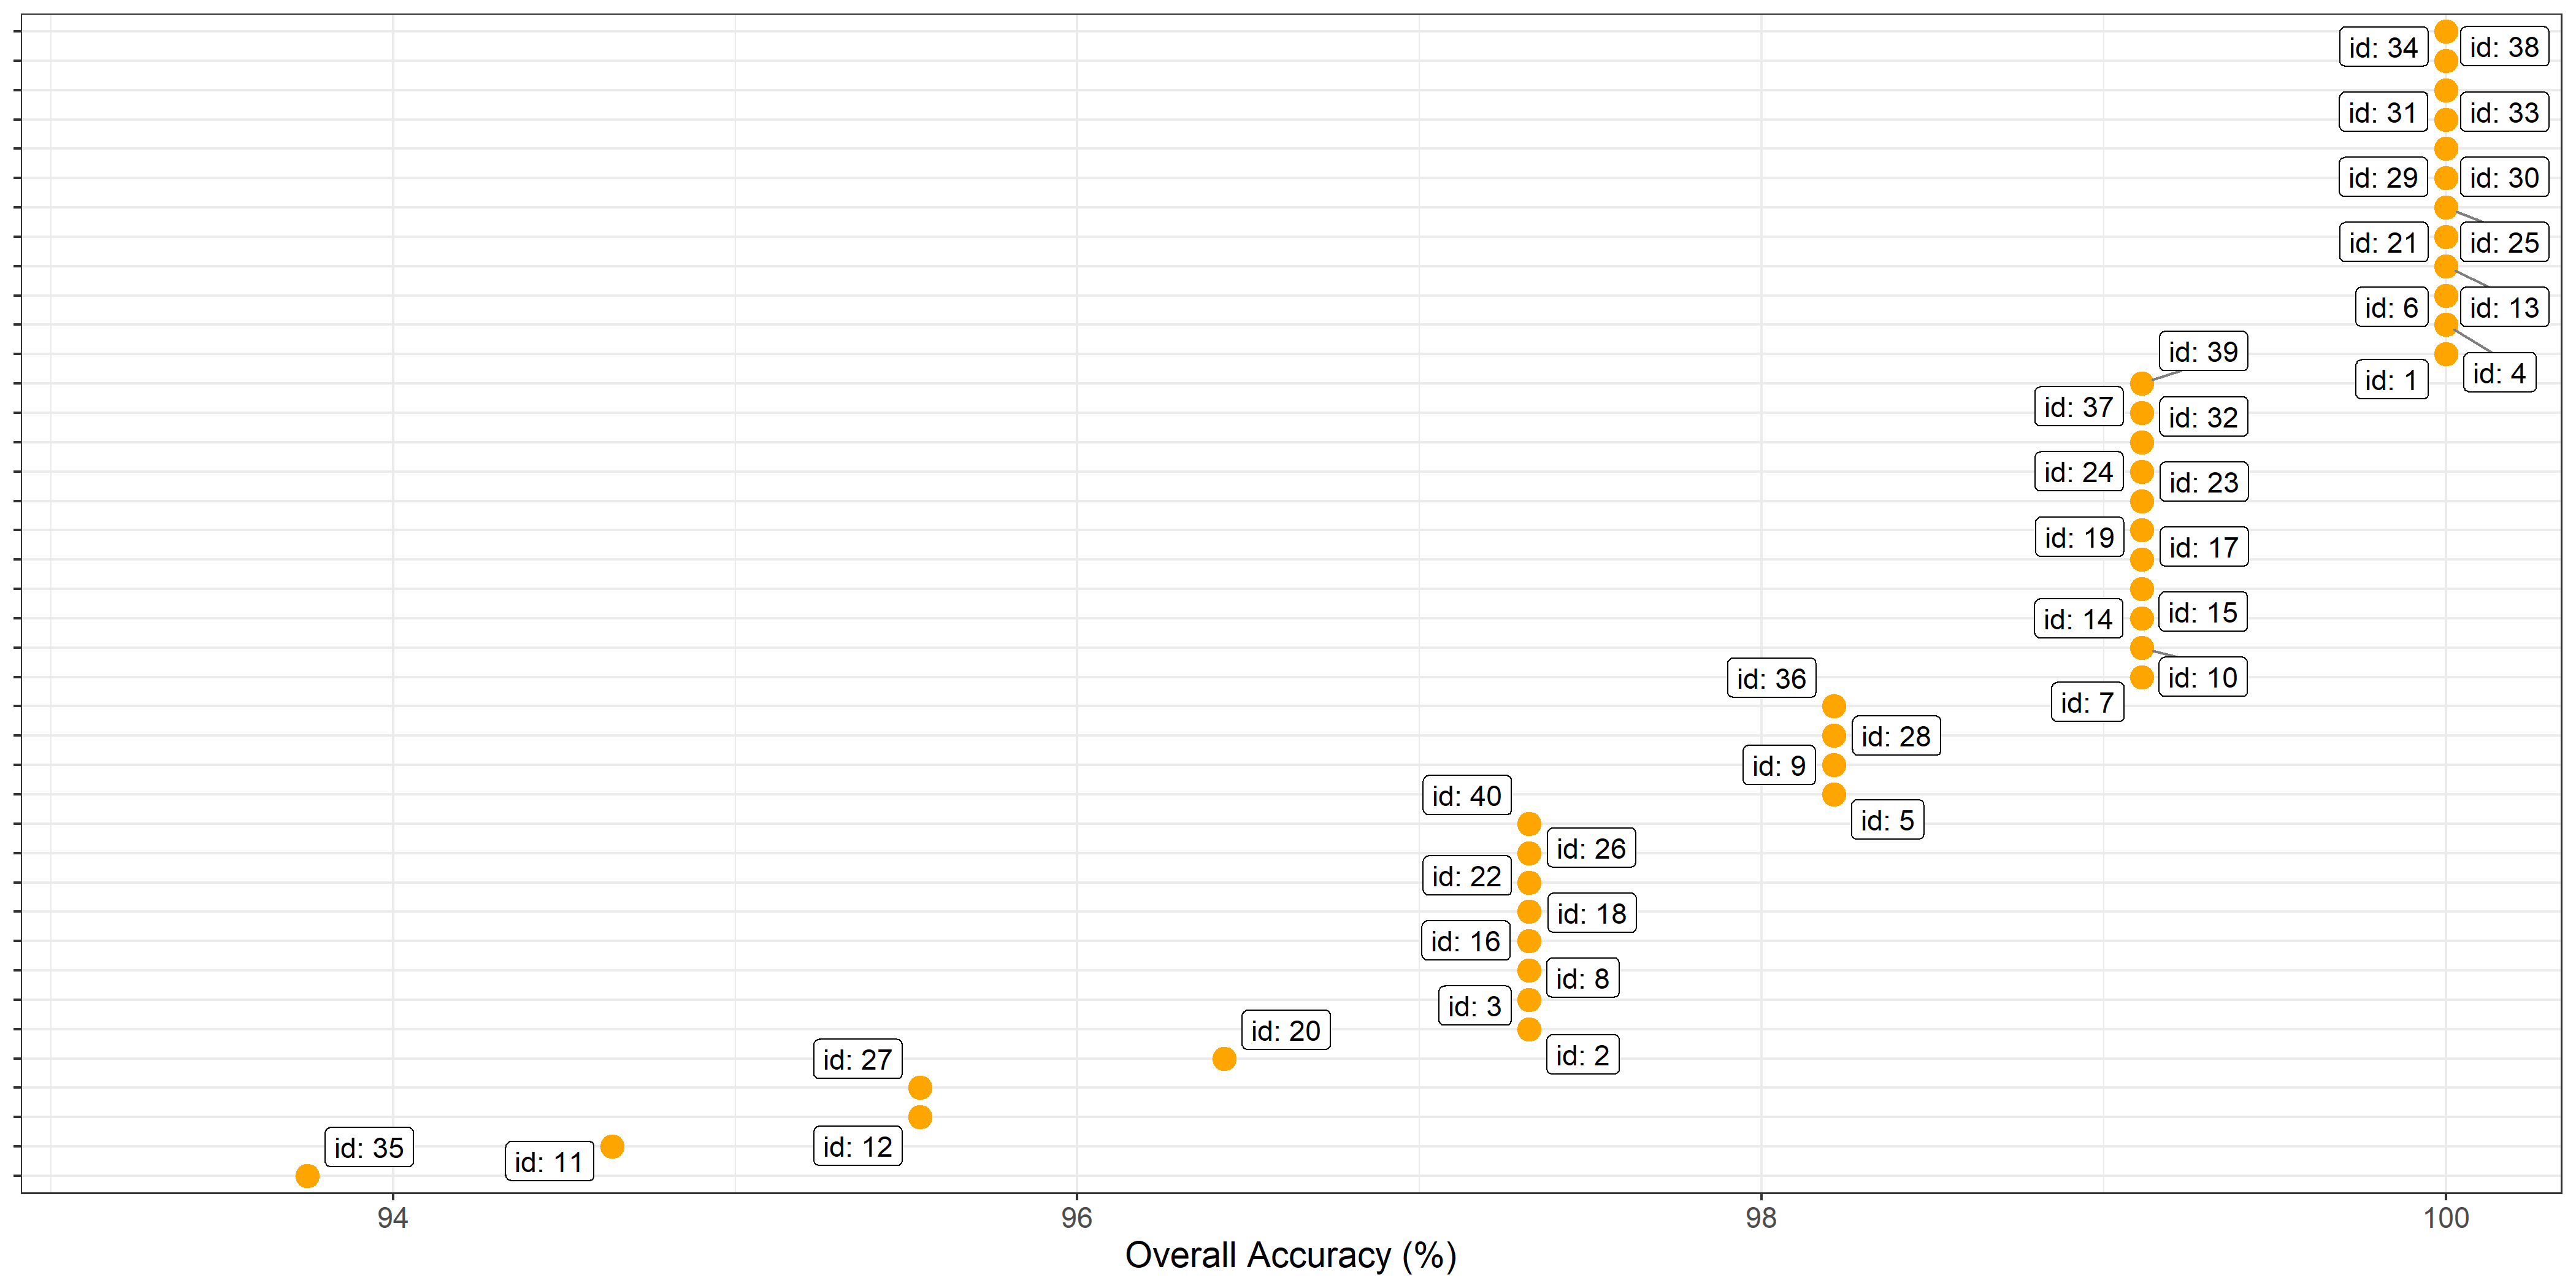 id: 34 id: 38
id: 31 id: 33
id: 29 id: 30
id: 21 id: 25
id: 6 id: 13
id: 39
id: 1 id: 4
id: 37 id: 32
id: 24 id: 23
id: 19 id: 17
id: 14 id: 15
id: 36 id: 10
id: 7
id: 28
id: 9
id: 40
id: 5
id: 26
id: 22
id: 18
id: 16
id: 8
id: 3
id: 20
id: 27 id: 2
id: 35 id: 12
id: 11
94 96 98 100
Overall Accuracy (%)